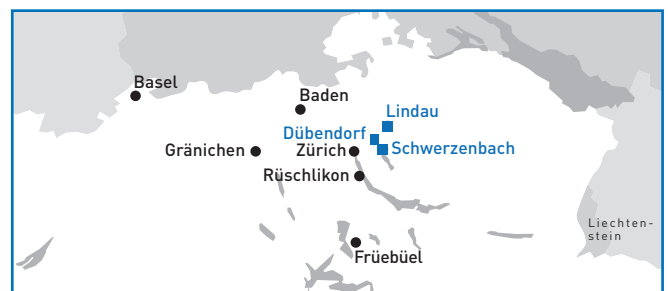 Basel
Baden
Lindau
Dübendorf
Gränichen
Zürich
Schwerzenbach
Rüschlikon
Liechten-
stein
Früebüel